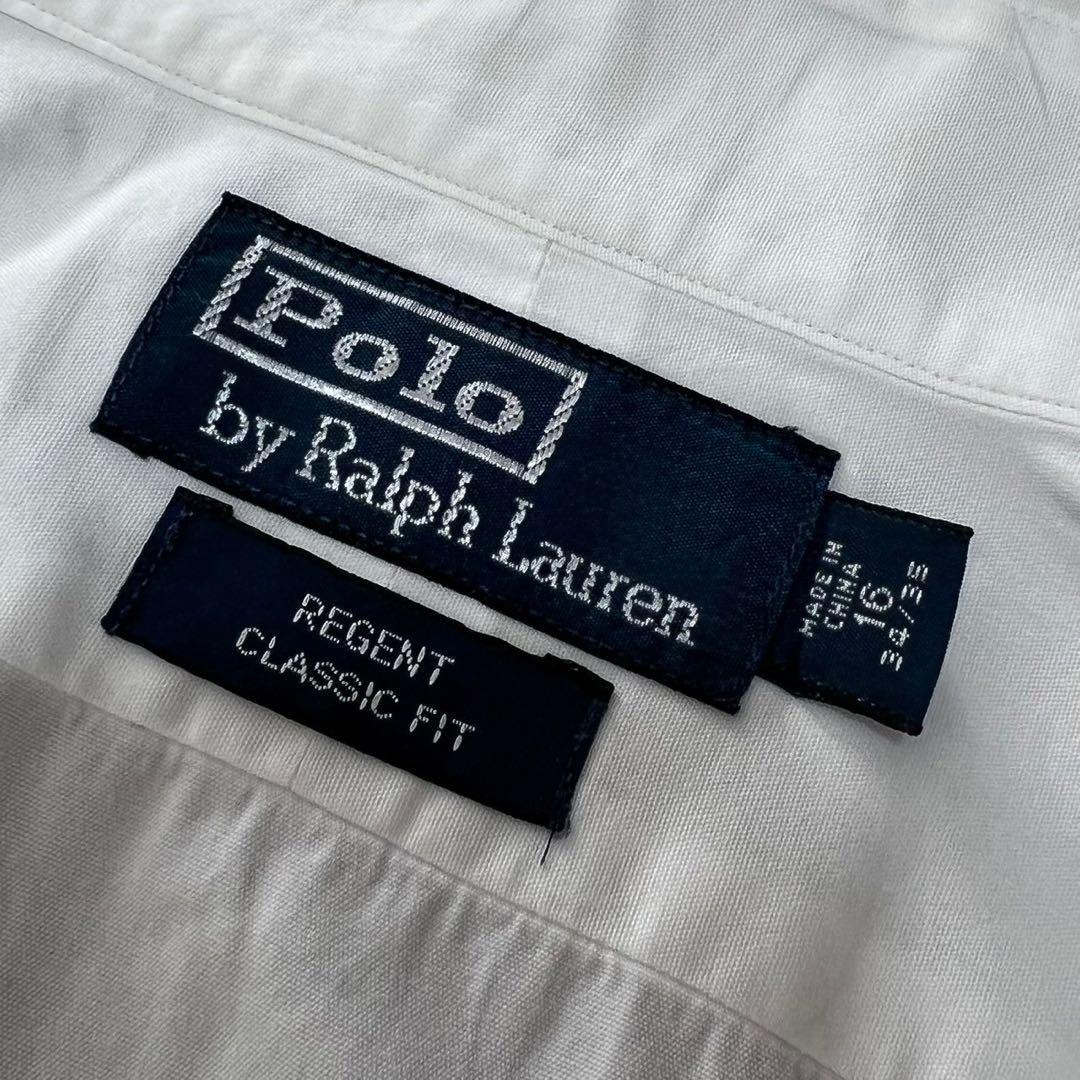 Polo
by Ralph Lauren
REGENT
CLASSIC FIT
MADE IN
CHINA
16
34/35